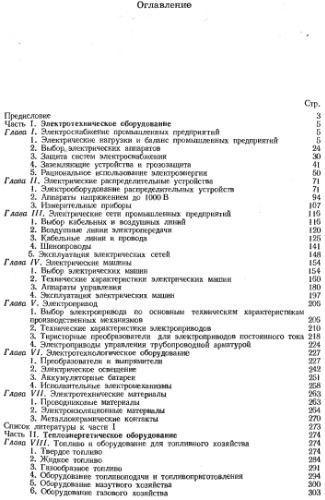 Оглавление
Стр.
Предисловие 3
Часть I. Электротехническое оборудование 5
Глава I. Электроснабжение промышленных предприятий 5
1. Электрические нагрузки и баланс промышленных предприятий 5
2. Выбор электрических аппаратов 24
3. Защита систем электроснабжения 30
4. Заземляющие устройства и грозозащита 41
5. Рациональное использование электроэнергии 50
Глава II. Электрические распределительные устройства 71
1. Электрооборудование распределительных устройств 71
2. Аппараты напряжением до 1000 В 94
3. Измерительные приборы 107
Глава III. Электрические сети промышленных предприятий 116
1. Выбор кабельных и воздушных линий 116
2. Воздушные линии электропередачи 120
3. Кабельные линии и провода 125
4. Шинопроводы 141
5. Эксплуатация электрических сетей 148
Глава IV. Электрические машины 154
1. Выбор электрических машин 154
2. Технические характеристики электрических машин 160
3. Аппараты управления 180
4. Эксплуатация электрических машин 197
Глава V. Электропривод 206
1. Выбор электропривода по основным техническим характеристикам
производственных механизмов 206
2. Технические характеристики электроприводов 210
3. Тиристорные преобразователи для электроприводов постоянного тока 218
4. Электроприводы управления трубопроводной арматурой 224
Глава VI. Электротехнологическое оборудование 227
1. Преобразователи и выпрямители 227
2. Электрическое освещение 242
3. Аккумуляторные батареи 251
4. Исполнительные электромеханизмы 258
Глава VII. Электротехнические материалы 263
1. Проводниковые материалы 263
2. Электроизоляционные материалы 264
3. Металлокерамические контакты 270
Список литературы к части I 273
Часть II. Теплоэнергетическое оборудование 274
Глава VIII. Топливо и оборудование для топливного хозяйства 274
1. Твердое топливо 274
2. Жидкое топливо 284
3. Газообразное топливо 291
4. Оборудование топливоподачи и топливоприготовления 294
5. Оборудование мазутного хозяйства 300
6. Оборудование газового хозяйства 303